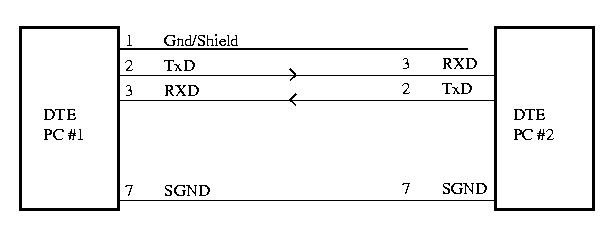 1 Gnd/Shield
2 TxD 3 RXD
3 RXD 2 TxD
DTE DTE
PC #1 PC #2
7 SGND 7 SGND